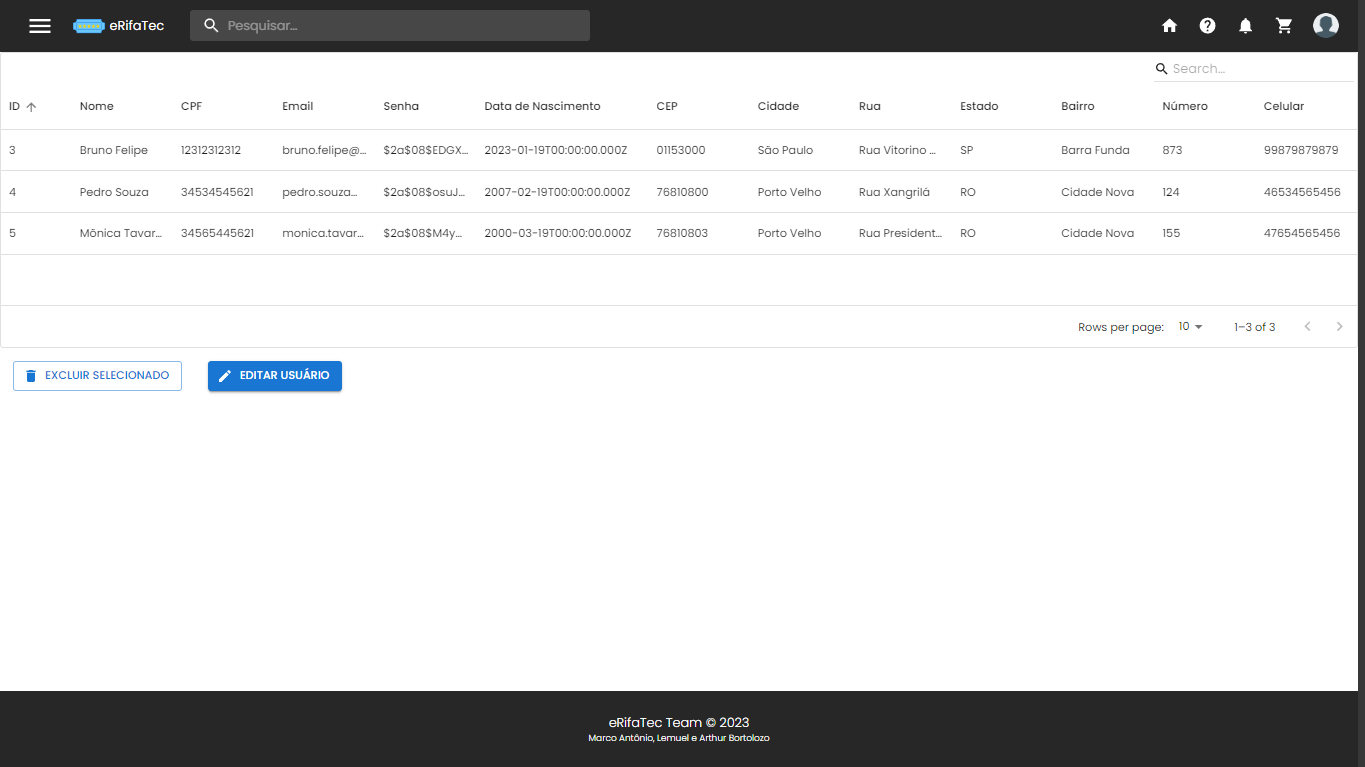 eRifaTec Pesquisar...
Search...
ID Nome CPF Email Senha Data de Nascimento CEP Cidade Rua Estado Bairro Número Celular
3 Bruno Felipe 12312312312 bruno.felipe@... $2a$08$EDGX... 2023-01-19T00:00:00.000Z 01153000 São Paulo Rua Vitorino ... SP Barra Funda 873 99879879879
4 Pedro Souza 34534545621 pedro.souza... $2a$08$osuJ... 2007-02-19T00:00:00.000Z 76810800 Porto Velho Rua Xangrilá RO Cidade Nova 124 46534565456
5 Mônica Tavar... 34565445621 monica.tavar... $2a$08$M4y... 2000-03-19T00:00:00.000Z 76810803 Porto Velho Rua President... RO Cidade Nova 155 47654565456
Rows per page: 10 1–3 of 3
EXCLUIR SELECIONADO EDITAR USUÁRIO
eRifaTec Team © 2023
Marco Antônio, Lemuel e Arthur Bortolozo